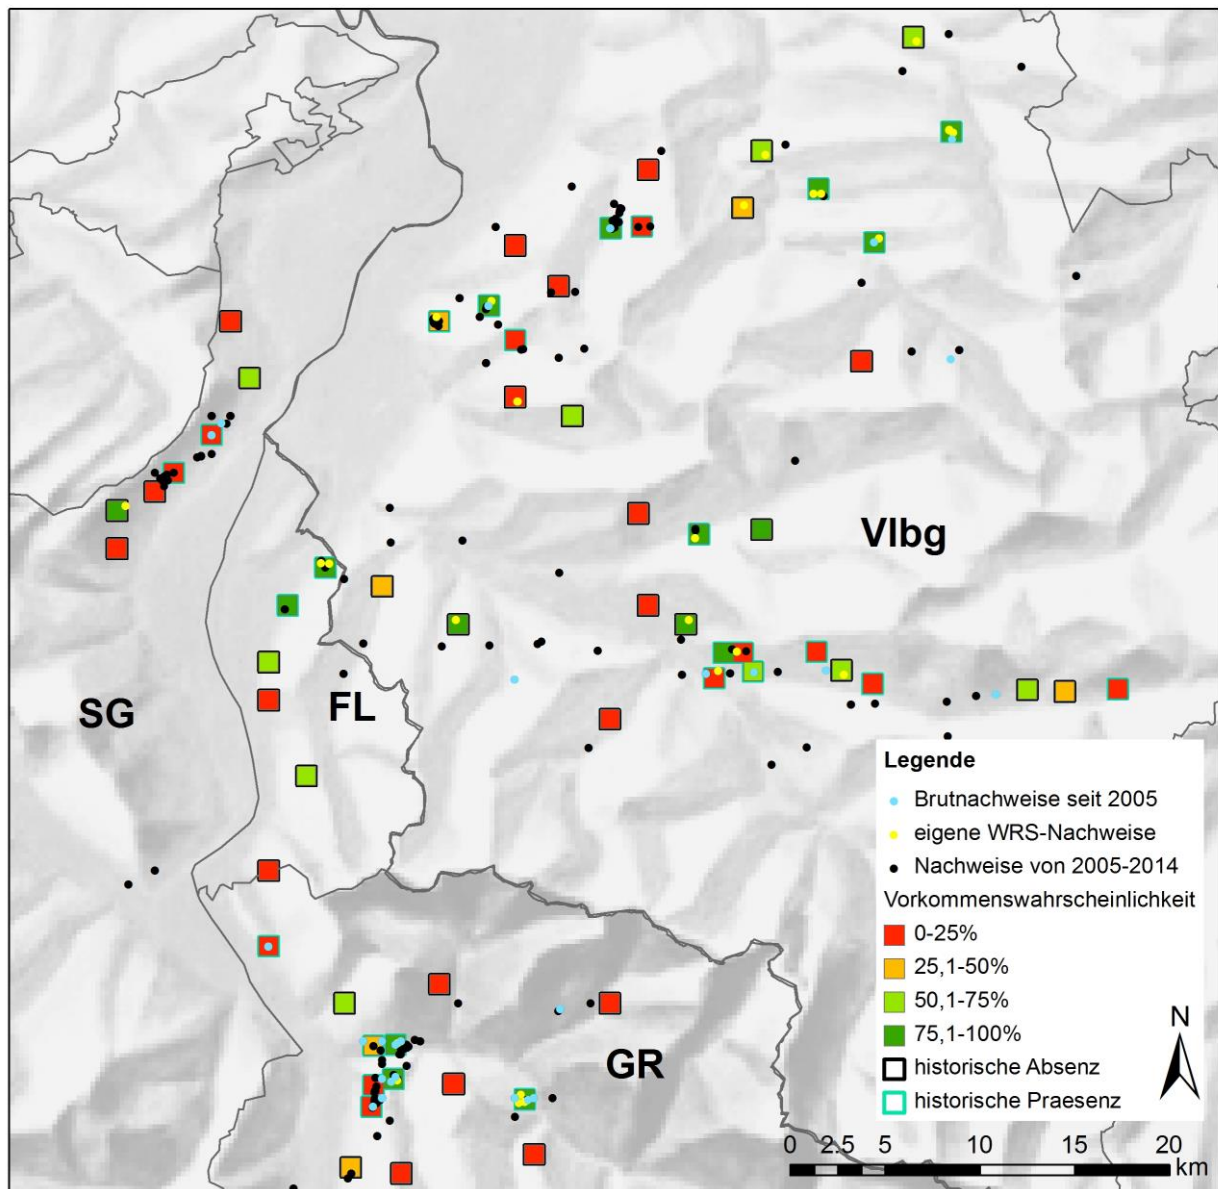 Vlbg
SG
FL
GR
Legende
Brutnachweise seit 2005
eigene WRS-Nachweise
Nachweise von 2005-2014
Vorkommenswahrscheinlichkeit
0-25%
25,1-50%
50,1-75%
75,1-100%
historische Absenz
historische Praesenz
N
0 2,5 5 10 15 20
km